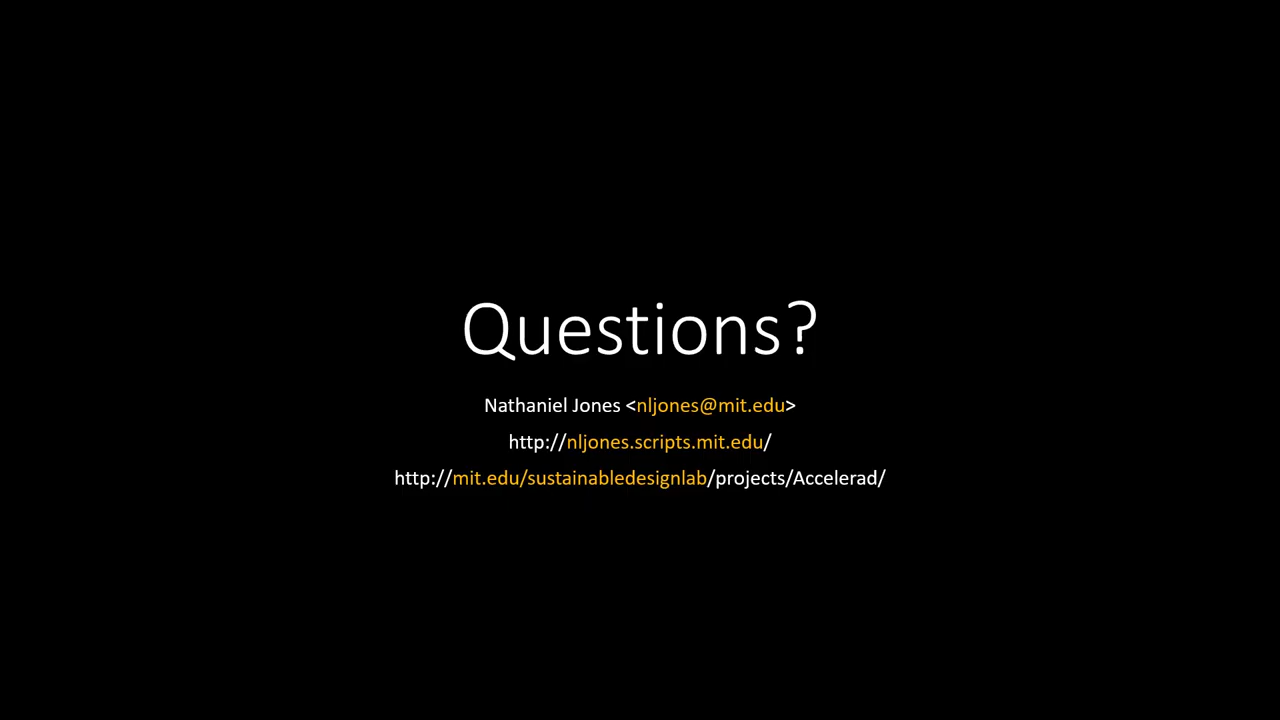 Questions?
Nathaniel Jones <nljones@mit.edu>
http://nljones.scripts.mit.edu/
http://mit.edu/sustainabledesignlab/projects/Accelerad/